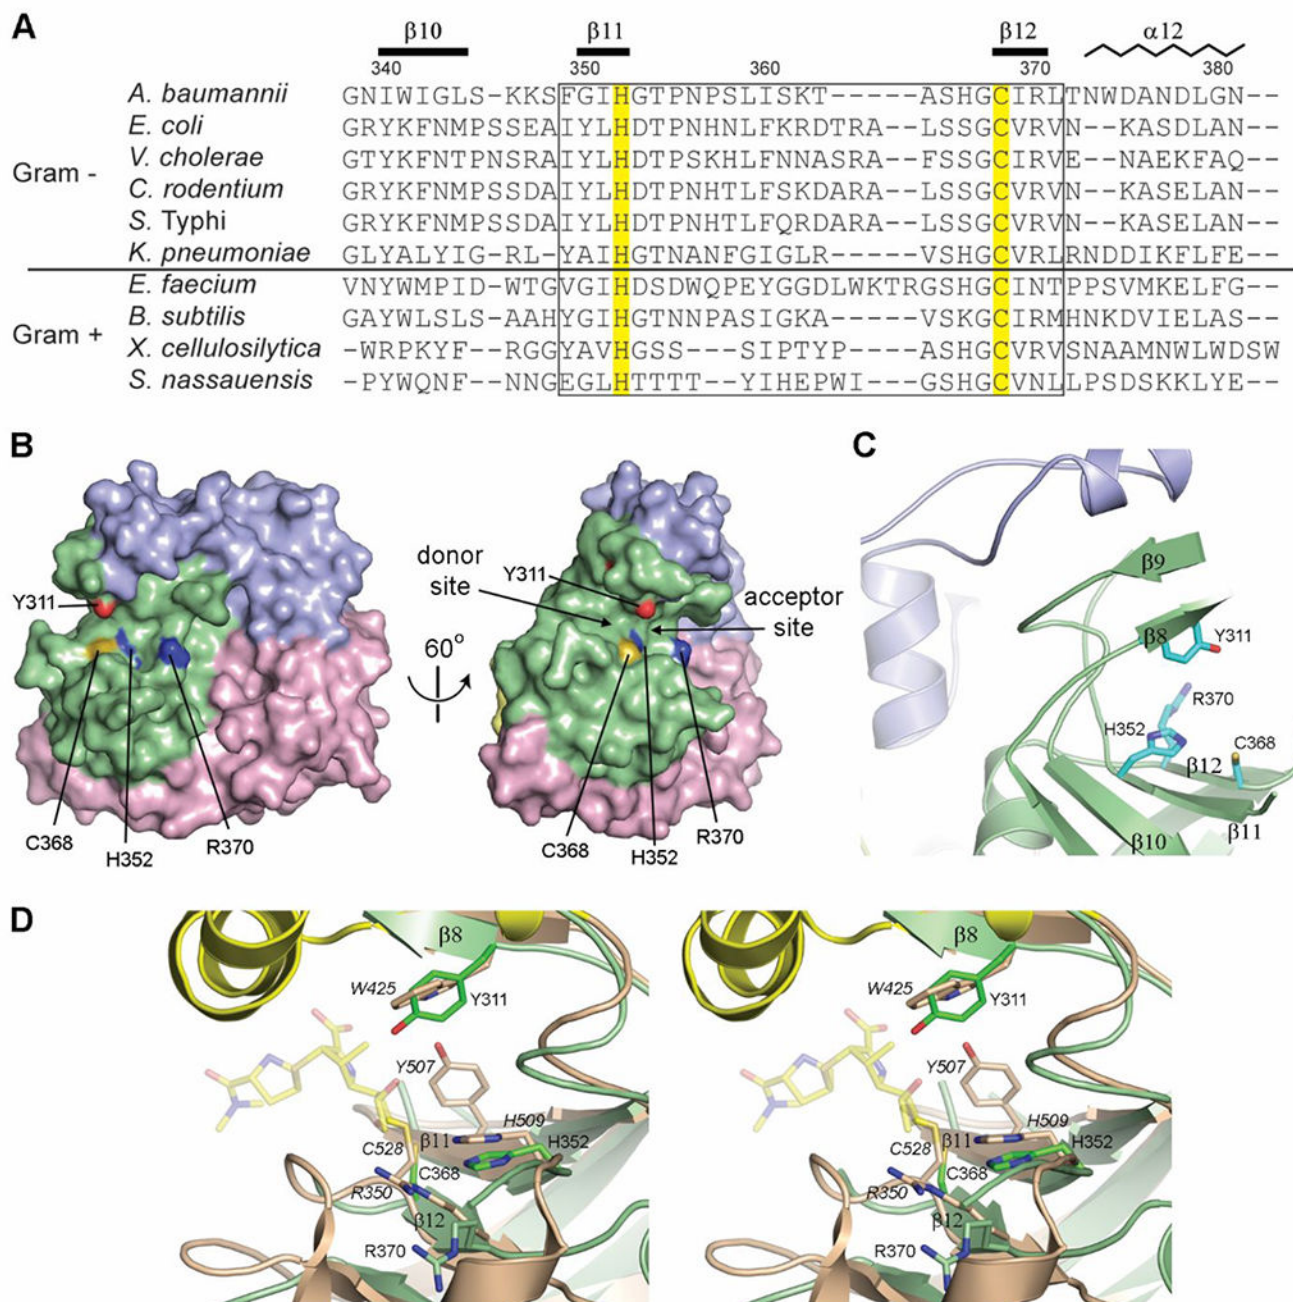 A
β10 β11 β12 α12
340 350 360 370 380
A. baumannii GNIWIGLS-KKSFGIHGTPNPSLISKT-----ASHGCIRLTNWDANDLGN--
E. coli GRYKFNMPSSEAIYLHDTPNHNLFKRDTRA--LSSGCVRVN--KASDLAN--
V. cholerae GTYKFNTPNSRAIYLHDTPSKHLFNNASRA--FSSGCIRVE--NAEKFAQ--
Gram -
C. rodentium GRYKFNMPSSDAIYLHDTPNHTLFSKDARA--LSSGCVRVN--KASELAN--
S. Typhi GRYKFNMPSSDAIYLHDTPNHTLFQRDARA--LSSGCVRVN--KASELAN--
K. pneumoniae GLYALYIG-RL-YAIHGTNANFGIGLR-----VSHGCVRLRNDDIKFLFE--
E. faecium VNYWMPID-WTGVGIHDSDWQPEYGGDLWKTRGSHGCINTPPSVMKELFG--
B. subtilis GAYWLSLS-AAHYGIHGTNNPASIGKA-----VSKGCIRMHNKDVIELAS--
Gram +
X. cellulosilytica -WRPKYF--RGGYAVHGSS---SIPTYP----ASHGCVRVSNAAMNWLWDSW
S. nassauensis -PYWQNF--NNGEGLHTTTT--YIHEPWI---GSHGCVNLLPSDSKKLYE--
B
Y311
C368
H352
R370
60°
donor
site
Y311
acceptor
site
C368
H352
R370
C
β9
β8
Y311
R370
H352
C368
β12
β11
β10
D
β8
W425
Y311
Y507
H509
C528
β11
H352
C368
R350
β12
R370
β8
W425
Y311
Y507
H509
C528
β11
H352
C368
R350
β12
R370